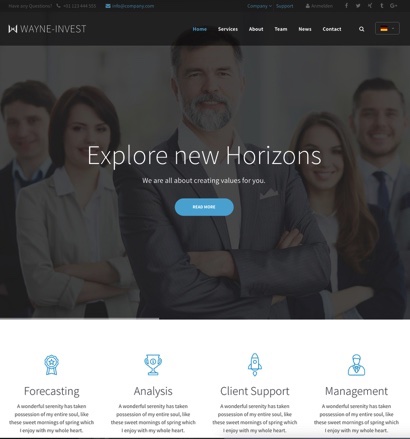 Have any Questions? +01 123 444 555 info@company.com Company Support Anmelden
WAYNE-INVEST Home Services About Team News Contact
Explore new Horizons
We are all about creating values for you.
READ MORE
Forecasting Analysis Client Support Management
A wonderful serenity has taken A wonderful serenity has taken A wonderful serenity has taken A wonderful serenity has taken
possession of my entire soul, like possession of my entire soul, like possession of my entire soul, like possession of my entire soul, like
these sweet mornings of spring which these sweet mornings of spring which these sweet mornings of spring which these sweet mornings of spring which
I enjoy with my whole heart. I enjoy with my whole heart. I enjoy with my whole heart. I enjoy with my whole heart.